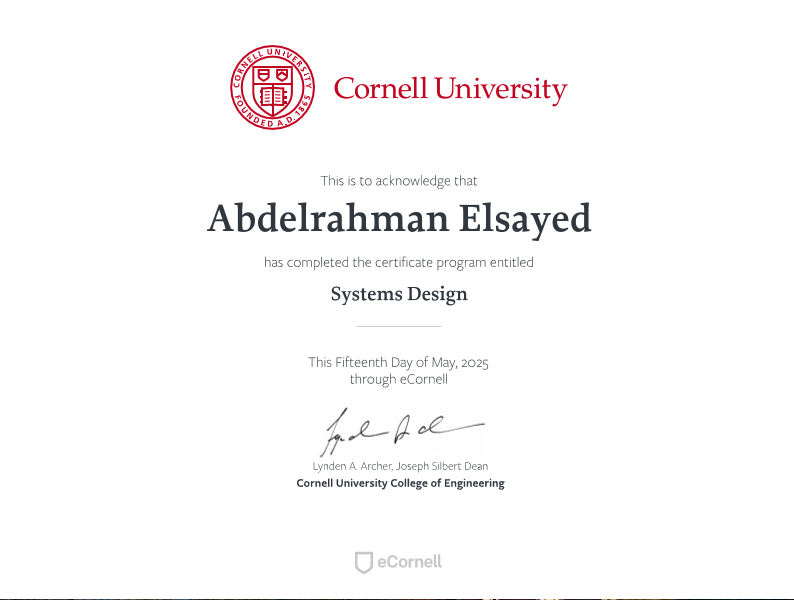 CORNELL UNIVERSITY
FOUNDED A.D. 1865
Cornell University
This is to acknowledge that
Abdelrahman Elsayed
has completed the certificate program entitled
Systems Design
This Fifteenth Day of May, 2025
through eCornell
Lynden A. Archer, Joseph Silbert Dean
Cornell University College of Engineering
eCornell